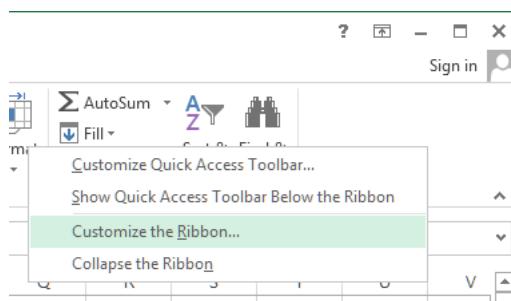 ?
Sign in
AutoSum
Fill
Customize Quick Access Toolbar...
Show Quick Access Toolbar Below the Ribbon
Customize the Ribbon...
Collapse the Ribbon
V